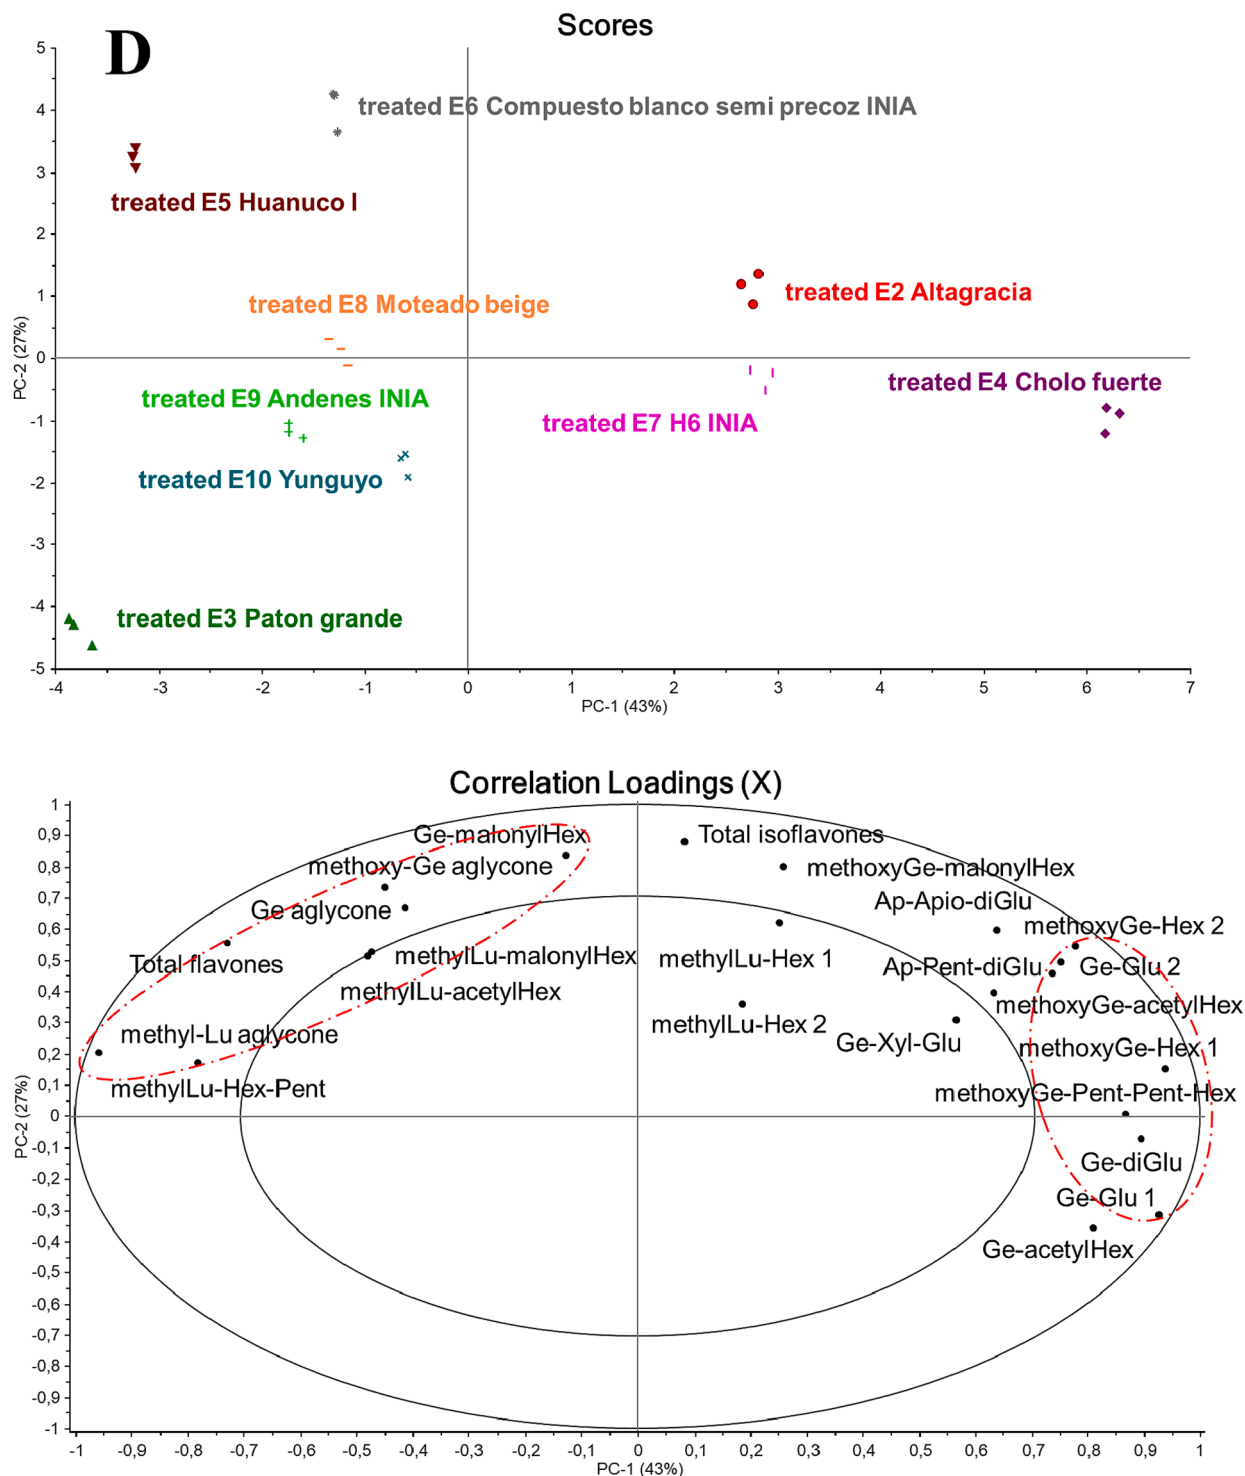 Scores
D
5
4
3
2
1
0
-1
-2
-3
-4
-5
PC-2 (27%)
treated E6 Compuesto blanco semi precoz INIA
treated E5 Huanuco I
treated E2 Altagracia
treated E8 Moteado beige
treated E4 Cholo fuerte
treated E9 Andenes INIA
treated E7 H6 INIA
treated E10 Yunguyo
treated E3 Paton grande
-4 -3 -2 -1 0 1 2 3 4 5 6 7
PC-1 (43%)
Correlation Loadings (X)
1
0,9
0,8
0,7
0,6
0,5
0,4
0,3
0,2
0,1
0
-0,1
-0,2
-0,3
-0,4
-0,5
-0,6
-0,7
-0,8
-0,9
-1
PC-2 (27%)
Ge-malonylHex
Total isoflavones
methoxy-Ge aglycone
methoxyGe-malonylHex
Ge aglycone
Ap-Apio-diGlu
methoxyGe-Hex 2
methylLu-malonylHex
methylLu-Hex 1
Total flavones
Ap-Pent-diGlu
Ge-Glu 2
methylLu-acetylHex
methoxyGe-acetylHex
methylLu-Hex 2
methyl-Lu aglycone
Ge-Xyl-Glu
methoxyGe-Hex 1
methylLu-Hex-Pent
methoxyGe-Pent-Pent-Hex
Ge-diGlu
Ge-Glu 1
Ge-acetylHex
-1 -0,9 -0,8 -0,7 -0,6 -0,5 -0,4 -0,3 -0,2 -0,1 0 0,1 0,2 0,3 0,4 0,5 0,6 0,7 0,8 0,9 1
PC-1 (43%)